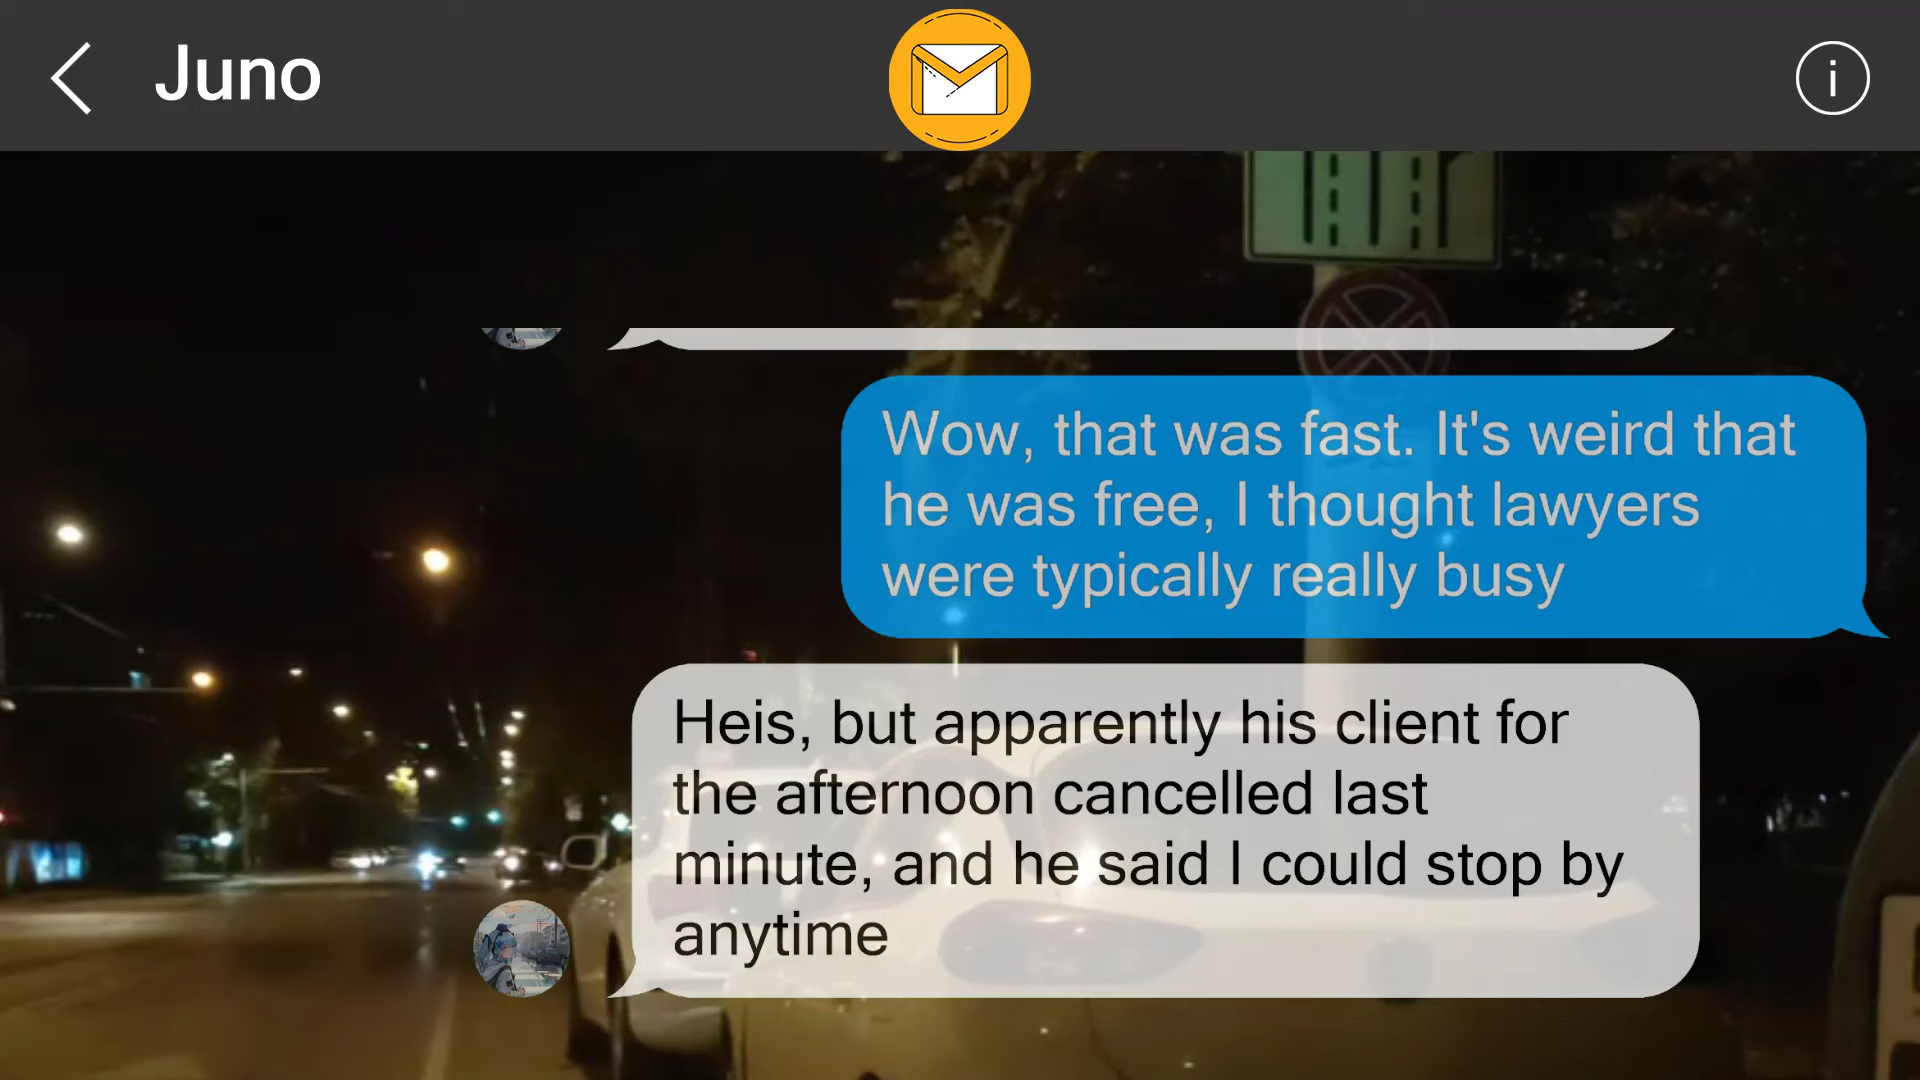 Juno
Wow, that was fast. It's weird that
he was free, I thought lawyers
were typically really busy
Heis, but apparently his client for
the afternoon cancelled last
minute, and he said I could stop by
anytime